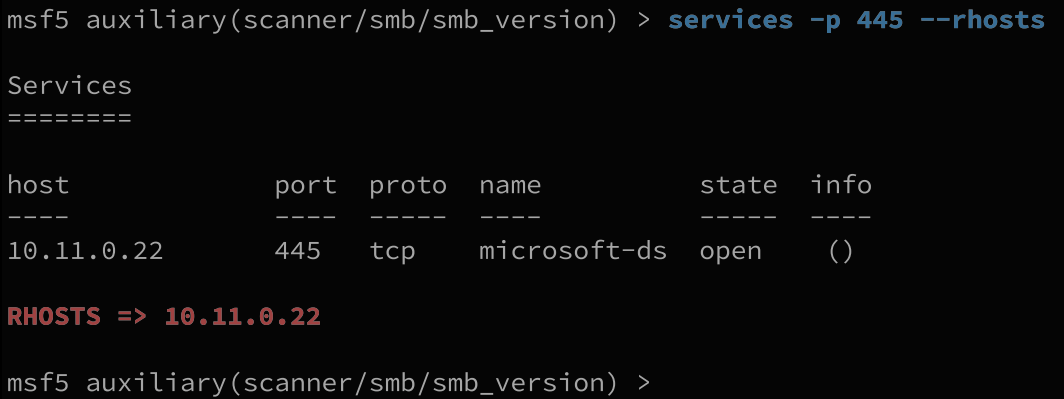 msf5 auxiliary(scanner/smb/smb_version) > services -p 445 --rhosts
Services
========
host port proto name state info
---- ---- ----- ---- ----- ----
10.11.0.22 445 tcp microsoft-ds open ()
RHOSTS => 10.11.0.22
msf5 auxiliary(scanner/smb/smb_version) >